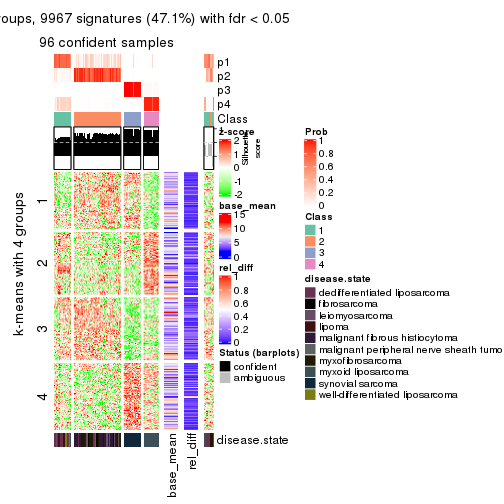 roups, 9967 signatures (47.1%) with fdr < 0.05
96 confident samples
p1
p2
p3
p4
Class
Silhouette
score
1
2
3
4
k-means with 4 groups
disease.state
base_mean
rel_diff
z-score
2
1
0
-1
-2
base_mean
15
10
5
0
rel_diff
1
0.8
0.6
0.4
0.2
0
Status (barplots)
confident
ambiguous
Prob
1
0.8
0.6
0.4
0.2
0
Class
1
2
3
4
disease.state
dedifferentiated liposarcoma
fibrosarcoma
leiomyosarcoma
lipoma
malignant fibrous histiocytoma
malignant peripheral nerve sheath tumo
myxofibrosarcoma
myxoid liposarcoma
synovial sarcoma
well-differentiated liposarcoma